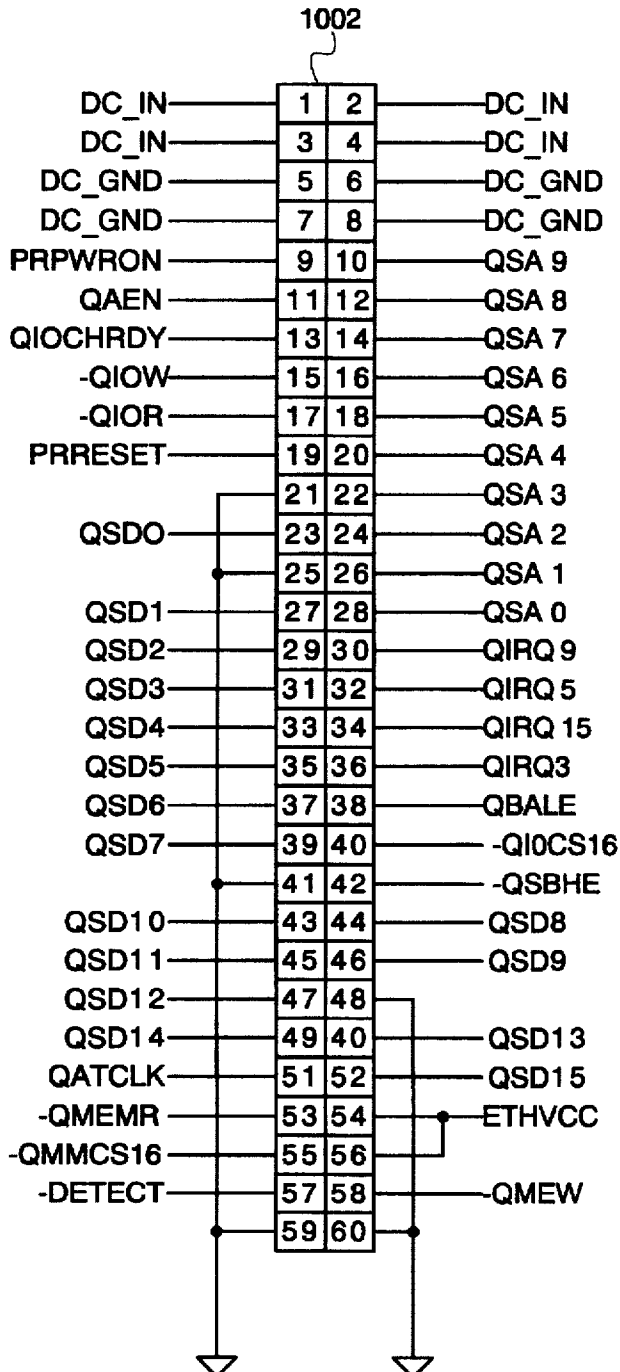 1002
DC_IN 1 2 DC_IN
DC_IN 3 4 DC_IN
DC_GND 5 6 DC_GND
DC_GND 7 8 DC_GND
PRPWRON 9 10 QSA 9
QAEN 11 12 QSA 8
QIOCHRDY 13 14 QSA 7
-QIOW 15 16 QSA 6
-QIOR 17 18 QSA 5
PRRESET 19 20 QSA 4
21 22 QSA 3
QSDO 23 24 QSA 2
25 26 QSA 1
QSD1 27 28 QSA 0
QSD2 29 30 QIRQ 9
QSD3 31 32 QIRQ 5
QSD4 33 34 QIRQ 15
QSD5 35 36 QIRQ3
QSD6 37 38 QBALE
QSD7 39 40 -QI0CS16
41 42 -QSBHE
QSD10 43 44 QSD8
QSD11 45 46 QSD9
QSD12 47 48
QSD14 49 40 QSD13
QATCLK 51 52 QSD15
-QMEMR 53 54 ETHVCC
-QMMCS16 55 56
-DETECT 57 58 -QMEW
59 60